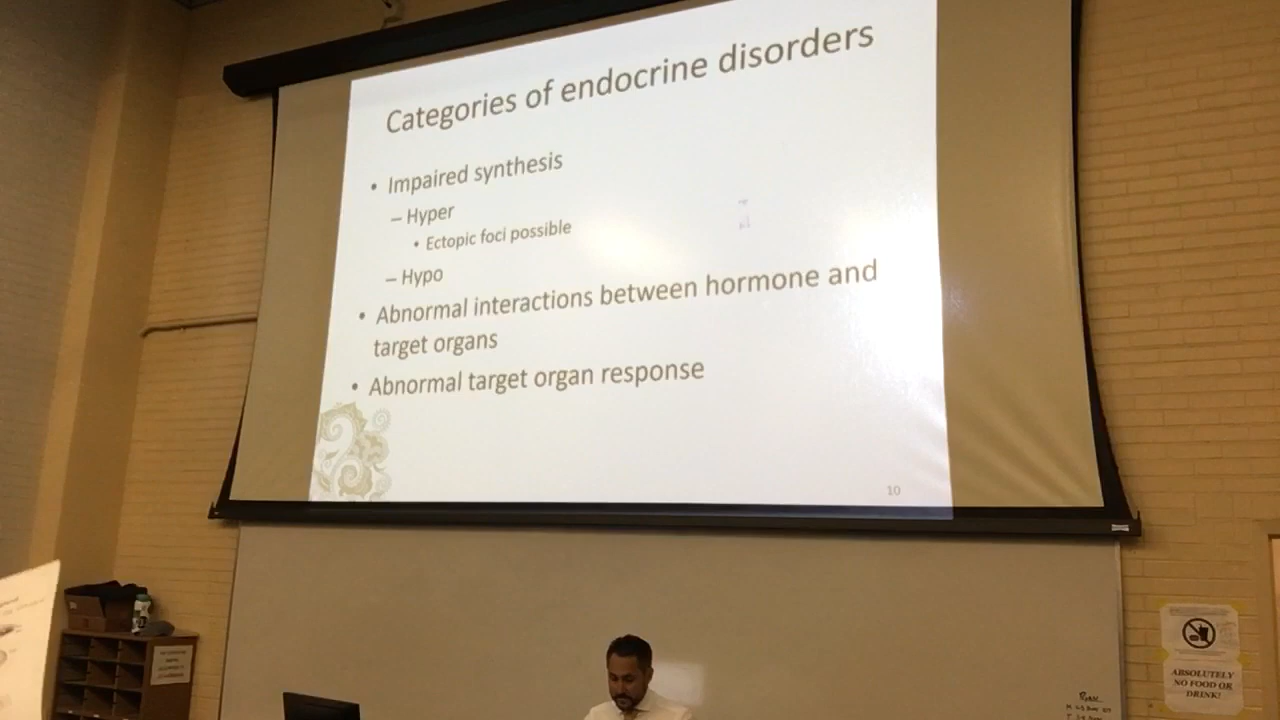 Categories of endocrine disorders
• Impaired synthesis
– Hyper
• Ectopic foci possible
– Hypo
• Abnormal interactions between hormone and
target organs
• Abnormal target organ response
10
ABSOLUTELY
NO FOOD OR
DRINK!